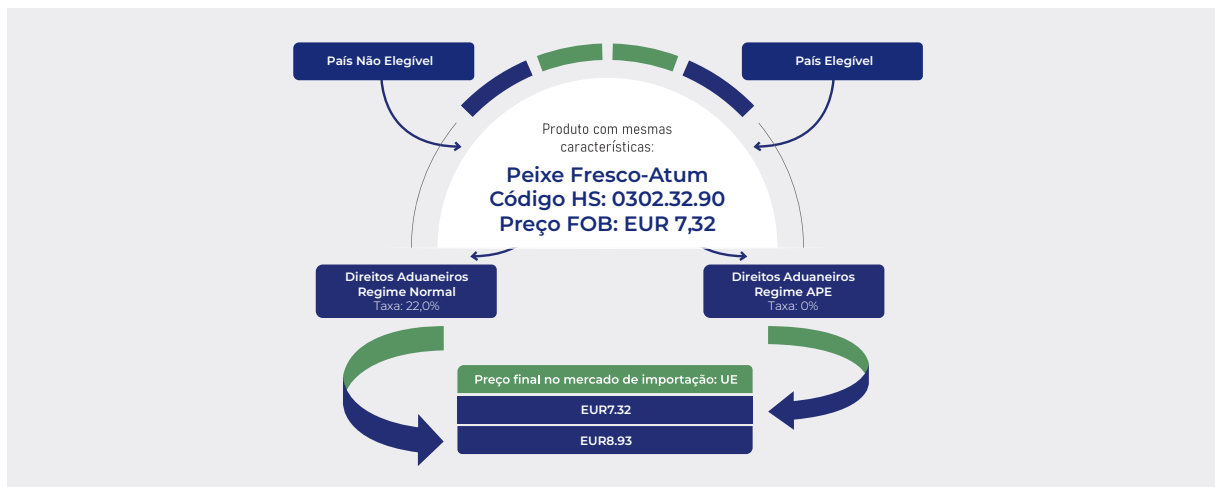 País Não Elegível
País Elegível
Produto com mesmas
características:
Peixe Fresco-Atum
Código HS: 0302.32.90
Preço FOB: EUR 7,32
Direitos Aduaneiros
Regime Normal
Taxa: 22,0%
Direitos Aduaneiros
Regime APE
Taxa: 0%
Preço final no mercado de importação: UE
EUR7.32
EUR8.93